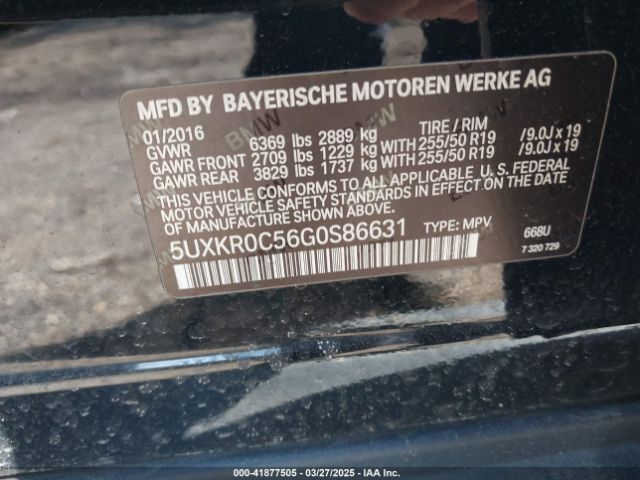 MFD BY BAYERISCHE MOTOREN WERKE AG
01/2016 TIRE / RIM
GVWR 6369 lbs 2889 kg
GAWR FRONT 2709 lbs 1229 kg WITH 255/50 R19 /9.0J x 19
GAWR REAR 3829 lbs 1737 kg WITH 255/50 R19 /9.0J x 19
THIS VEHICLE CONFORMS TO ALL APPLICABLE U.S. FEDERAL
MOTOR VEHICLE SAFETY STANDARDS IN EFFECT ON THE DATE
OF MANUFACTURE SHOWN ABOVE.
5UXKR0C56G0S86631 TYPE: MPV 668U
7 320 729
000-41877505 - 03/27/2025 - IAA Inc.